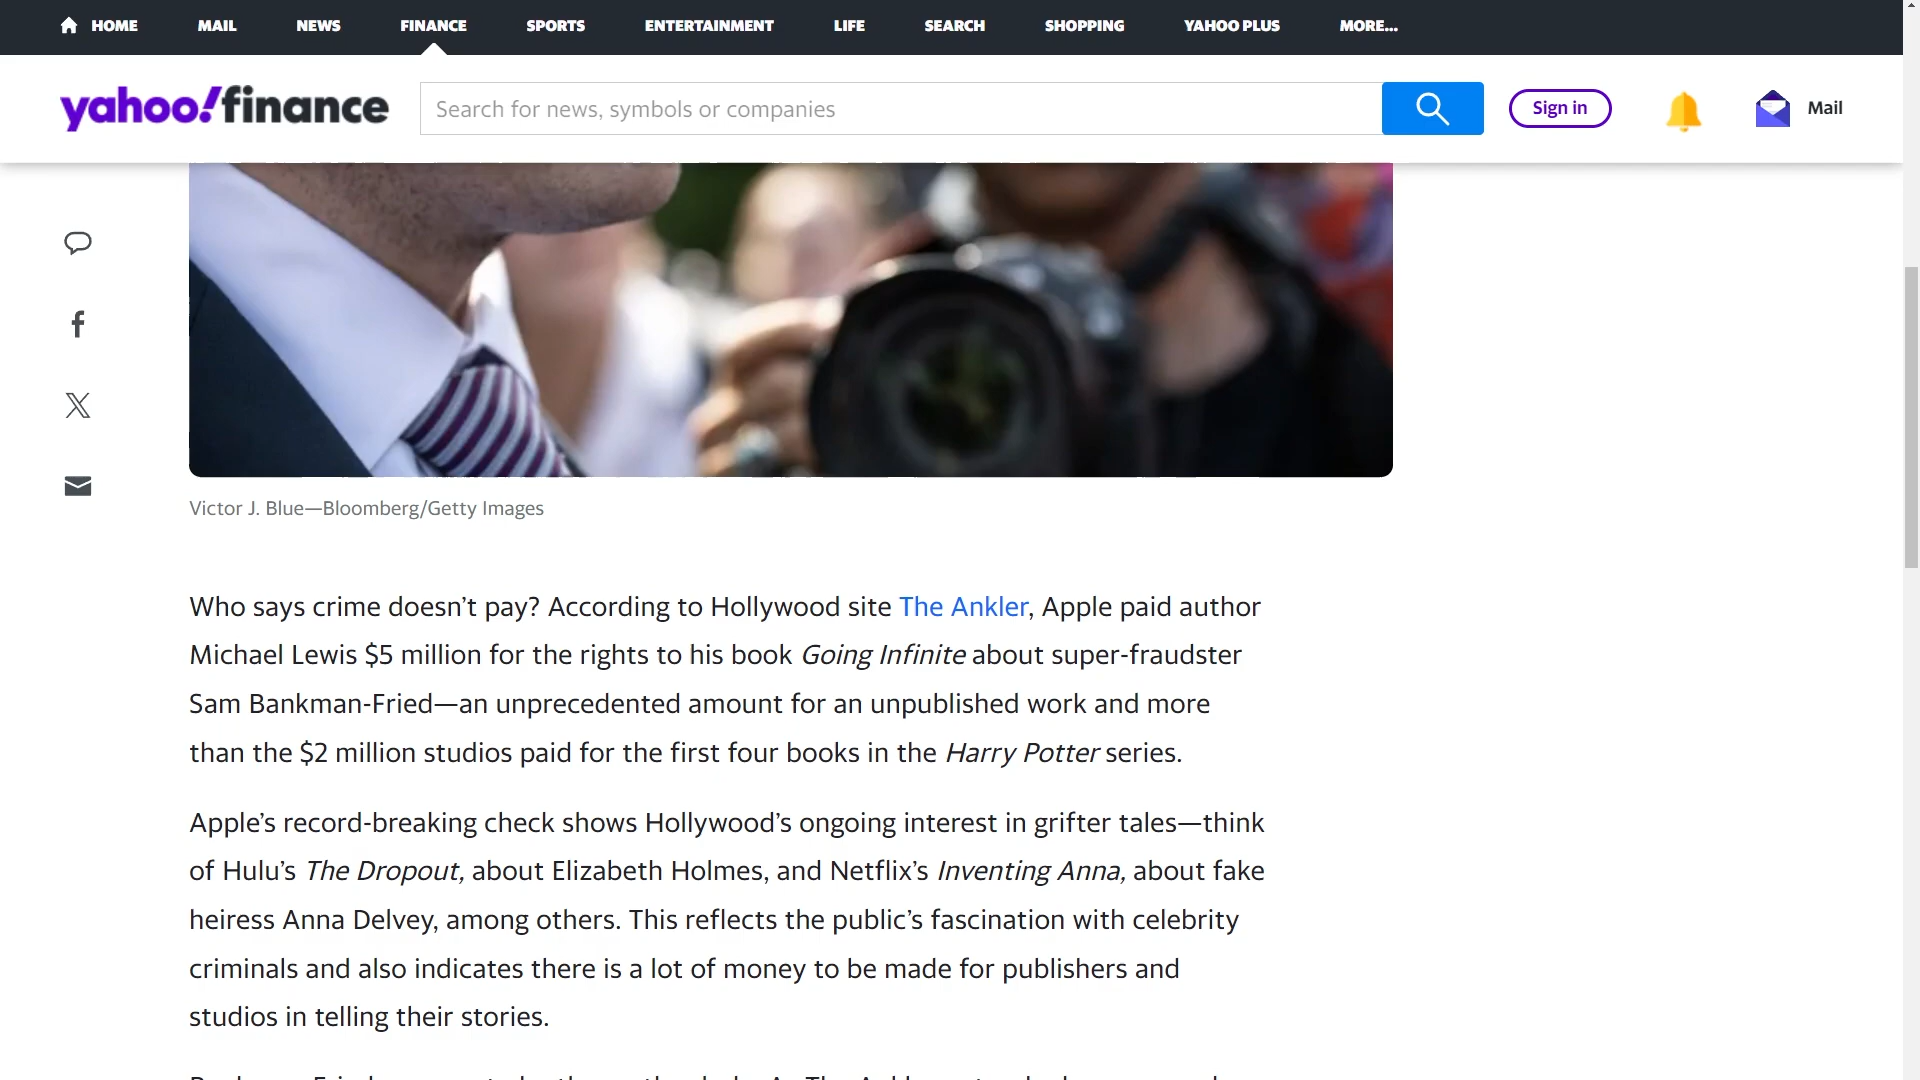 HOME MAIL NEWS FINANCE SPORTS ENTERTAINMENT LIFE SEARCH SHOPPING YAHOO PLUS MORE...
yahoo!finance Search for news, symbols or companies Sign in Mail
Victor J. Blue—Bloomberg/Getty Images
Who says crime doesn’t pay? According to Hollywood site The Ankler, Apple paid author
Michael Lewis $5 million for the rights to his book Going Infinite about super-fraudster
Sam Bankman-Fried—an unprecedented amount for an unpublished work and more
than the $2 million studios paid for the first four books in the Harry Potter series.
Apple’s record-breaking check shows Hollywood’s ongoing interest in grifter tales—think
of Hulu’s The Dropout, about Elizabeth Holmes, and Netflix’s Inventing Anna, about fake
heiress Anna Delvey, among others. This reflects the public’s fascination with celebrity
criminals and also indicates there is a lot of money to be made for publishers and
studios in telling their stories.